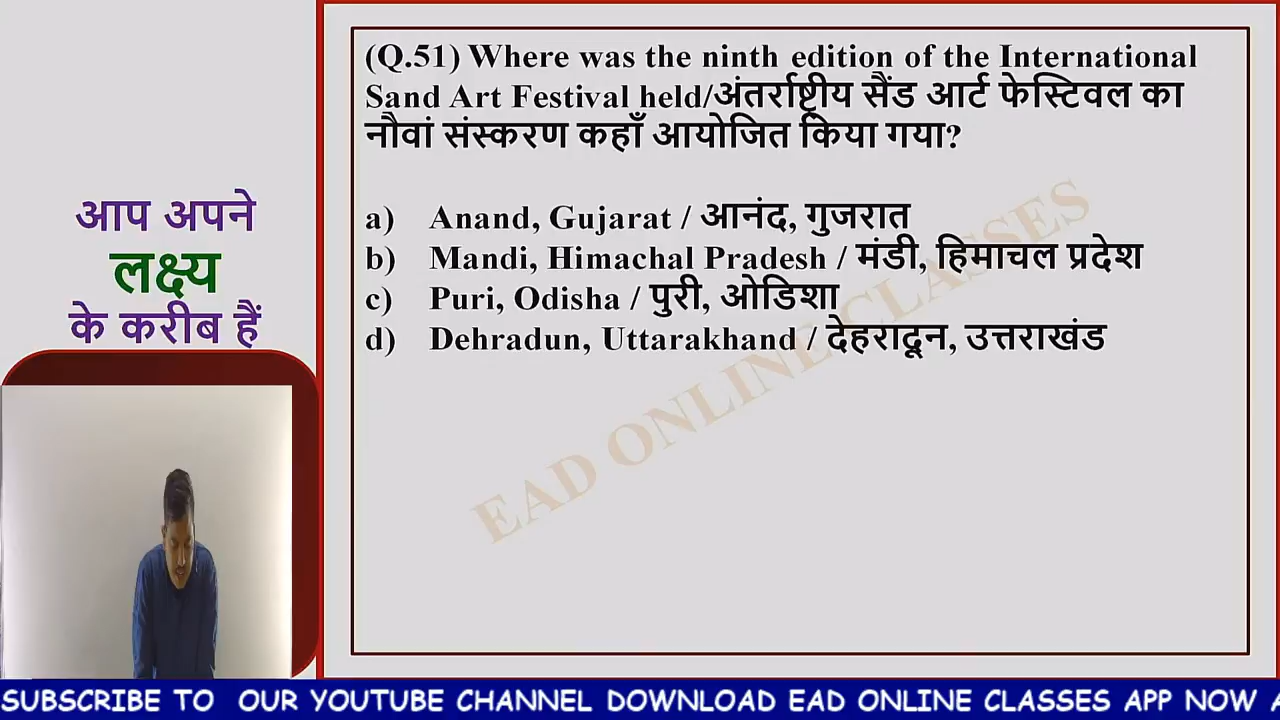 आप अपने
लक्ष्य
के करीब हैं
(Q.51) Where was the ninth edition of the International
Sand Art Festival held/अंतर्राष्ट्रीय सैंड आर्ट फेस्टिवल का
नौवां संस्करण कहाँ आयोजित किया गया?
a) Anand, Gujarat / आनंद, गुजरात
b) Mandi, Himachal Pradesh / मंडी, हिमाचल प्रदेश
c) Puri, Odisha / पुरी, ओडिशा
d) Dehradun, Uttarakhand / देहरादून, उत्तराखंड
EAD ONLINE CLASSES
SUBSCRIBE TO OUR YOUTUBE CHANNEL DOWNLOAD EAD ONLINE CLASSES APP NOW A